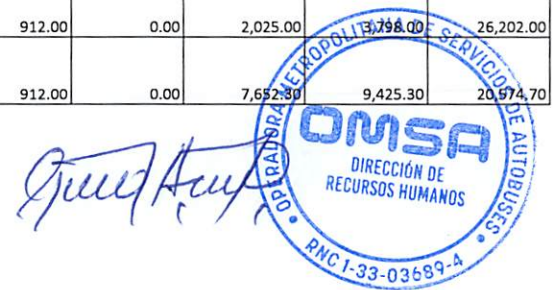 912.00 0.00 2,025.00 3,798.00 26,202.00
912.00 0.00 7,652.30 9,425.30 20,574.70
OPERADORA METROPOLITANA DE SERVICIOS DE AUTOBUSES
OMSA
DIRECCIÓN DE
RECURSOS HUMANOS
RNC 1-33-03689-4